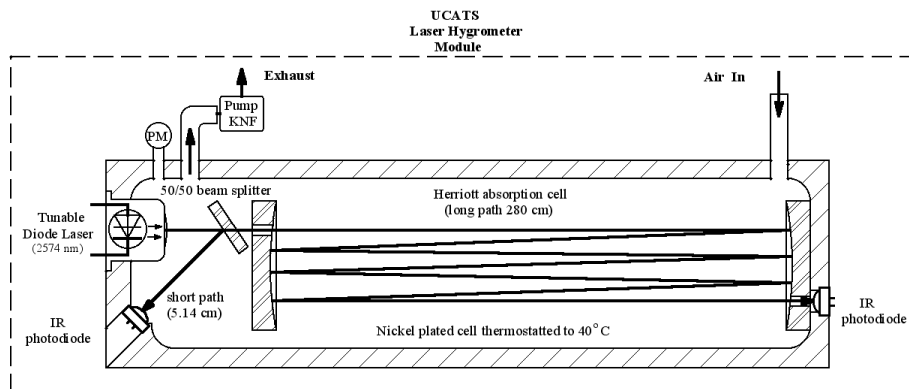 UCATS
Laser Hygrometer
Module
Exhaust
Air In
Pump
KNF
PM
50/50 beam splitter
Herriott absorption cell
(long path 280 cm)
Tunable
Diode Laser
(2574 nm)
short path
(5.14 cm)
IR
photodiode
IR
photodiode
Nickel plated cell thermostatted to 40°C